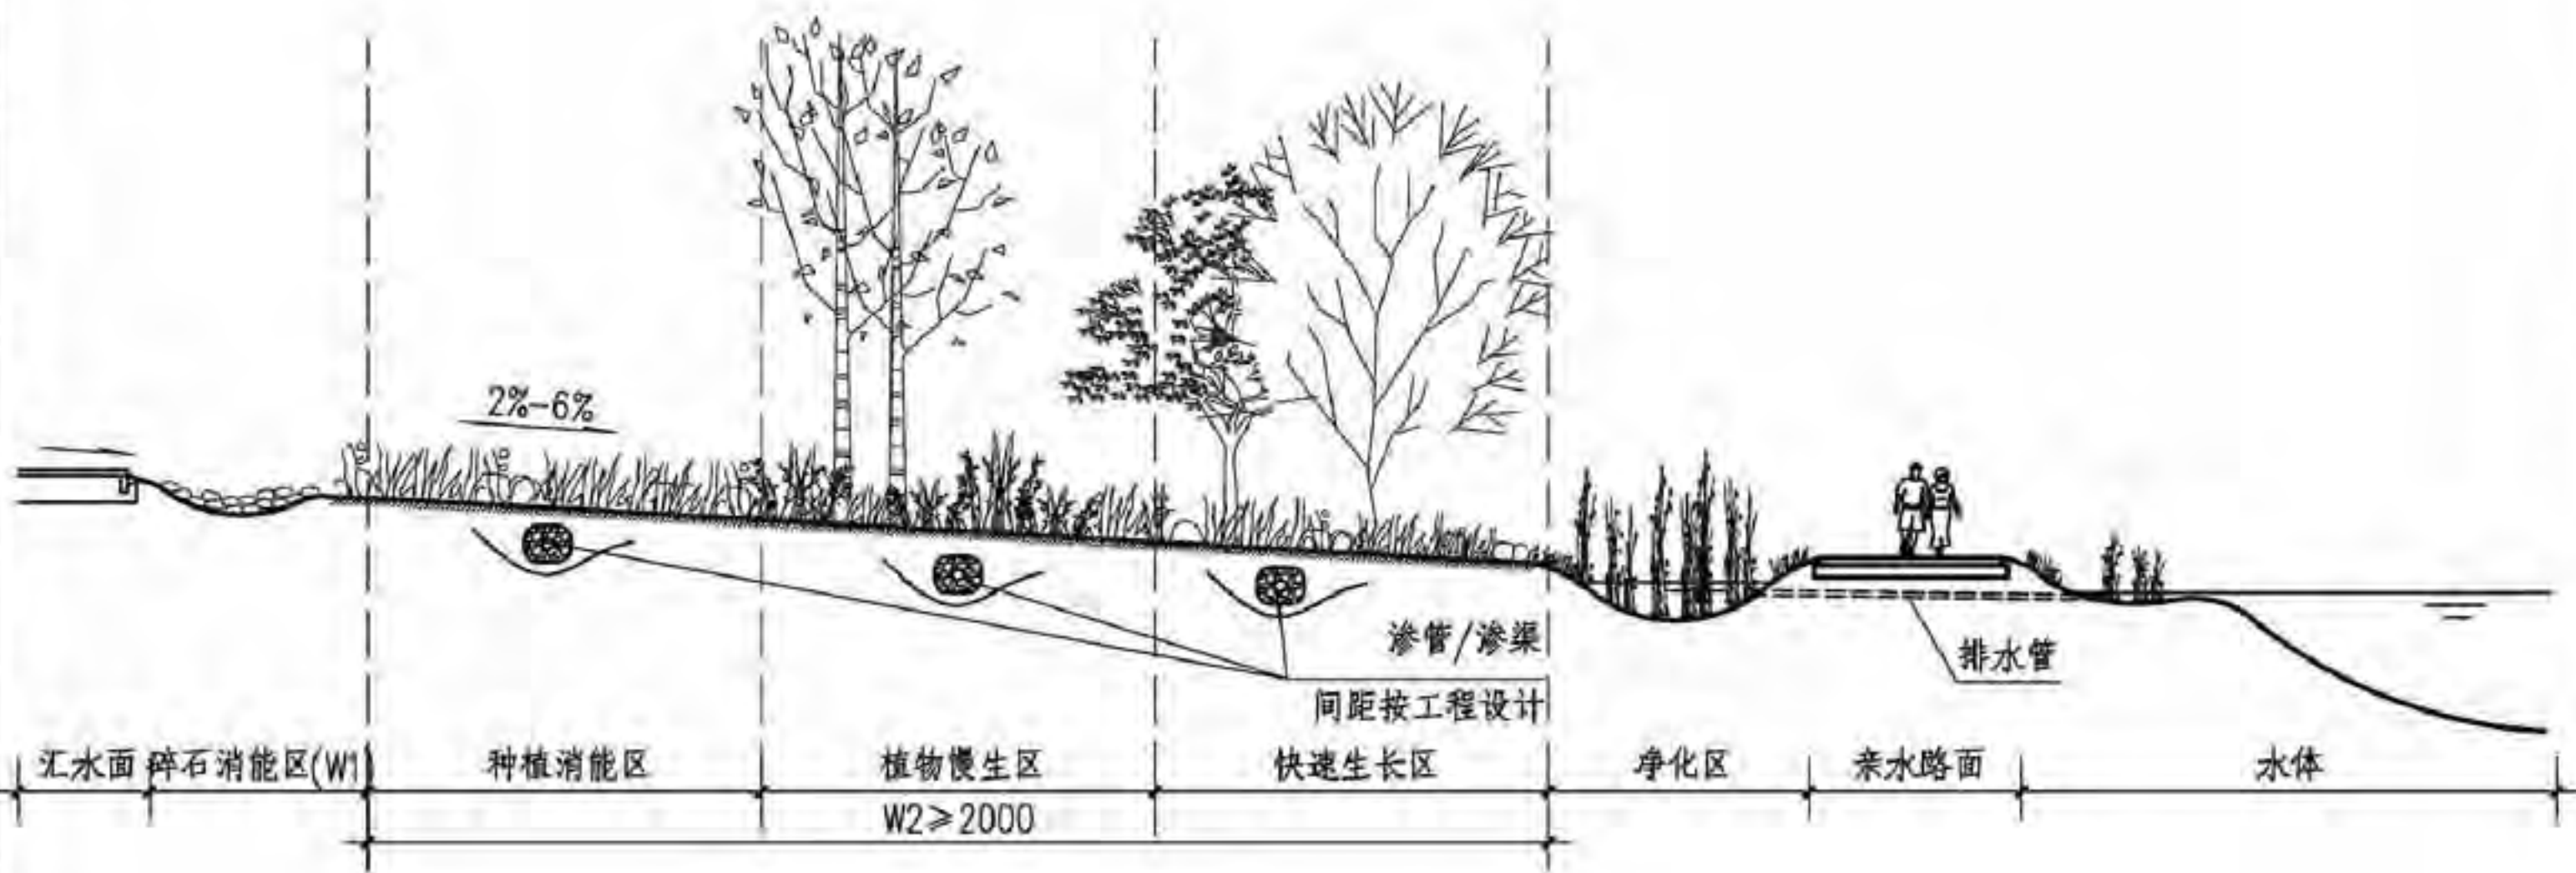 2%-6%
渗管/渗渠
间距按工程设计
排水管
汇水面
碎石消能区(W1)
种植消能区
植物慢生区
快速生长区
净化区
亲水路面
水体
W2≥2000